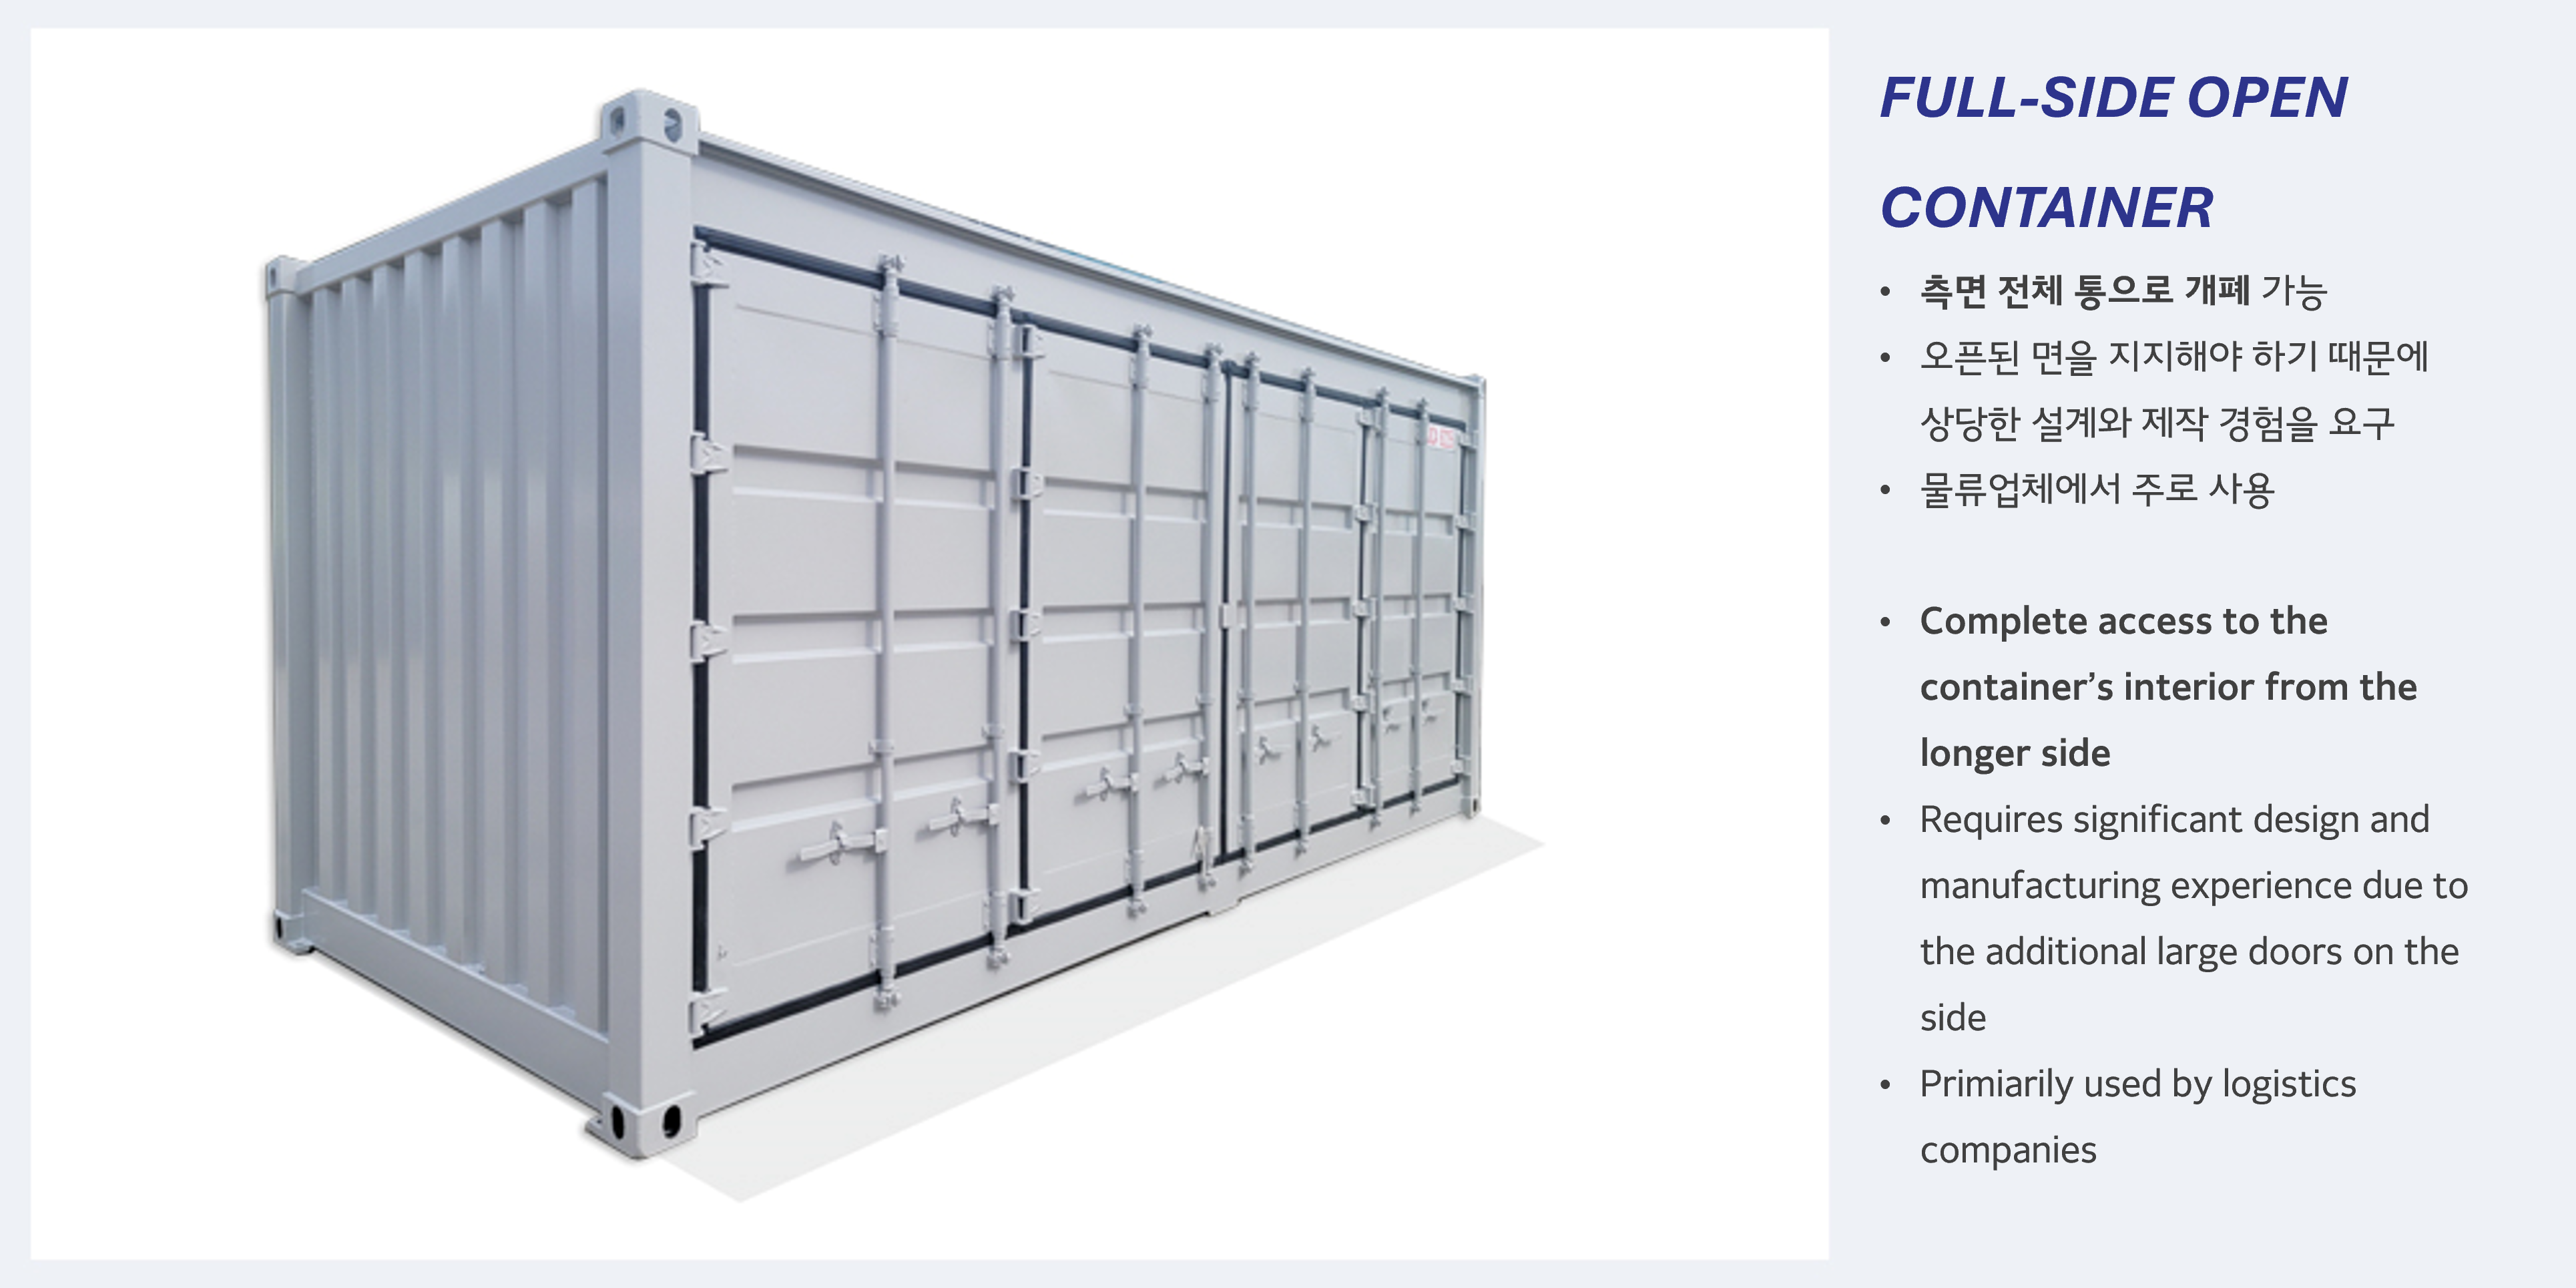 FULL-SIDE OPEN
CONTAINER
• 측면 전체 통으로 개폐 가능
• 오픈된 면을 지지해야 하기 때문에
상당한 설계와 제작 경험을 요구
• 물류업체에서 주로 사용
• Complete access to the
container’s interior from the
longer side
• Requires significant design and
manufacturing experience due to
the additional large doors on the
side
• Primiarily used by logistics
companies